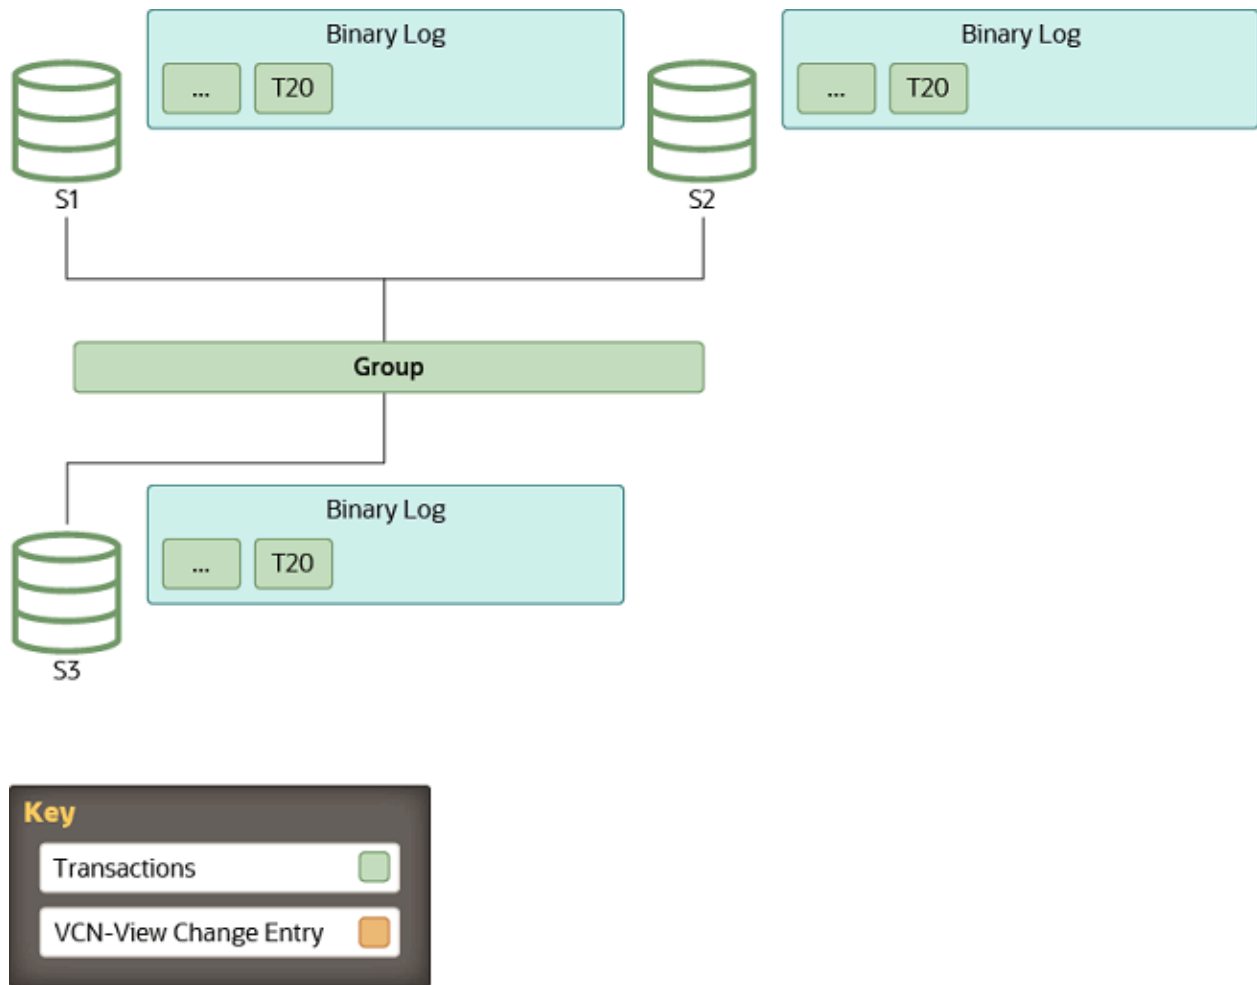 Binary Log
... T20
S1
Binary Log
... T20
S2
Group
Binary Log
... T20
S3
Key
Transactions
VCN-View Change Entry